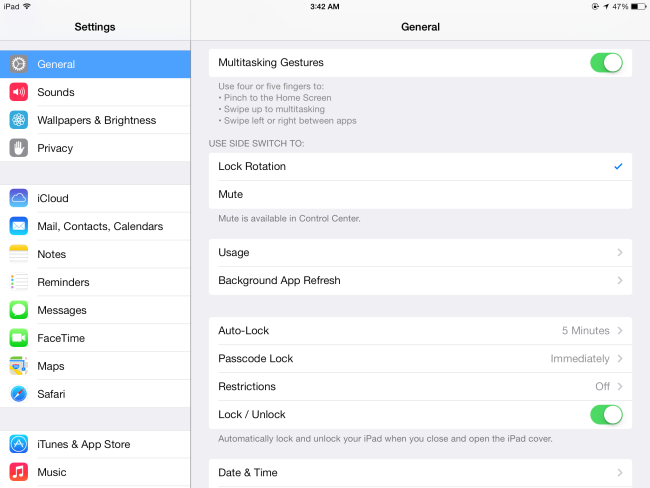 iPad
3:42 AM
47%
Settings
General
General
Sounds
Wallpapers & Brightness
Privacy
iCloud
Mail, Contacts, Calendars
Notes
Reminders
Messages
FaceTime
Maps
Safari
iTunes & App Store
Music
Multitasking Gestures
Use four or five fingers to:
• Pinch to the Home Screen
• Swipe up to multitasking
• Swipe left or right between apps
USE SIDE SWITCH TO:
Lock Rotation
Mute
Mute is available in Control Center.
Usage
Background App Refresh
Auto-Lock 5 Minutes
Passcode Lock Immediately
Restrictions Off
Lock / Unlock
Automatically lock and unlock your iPad when you close and open the iPad cover.
Date & Time